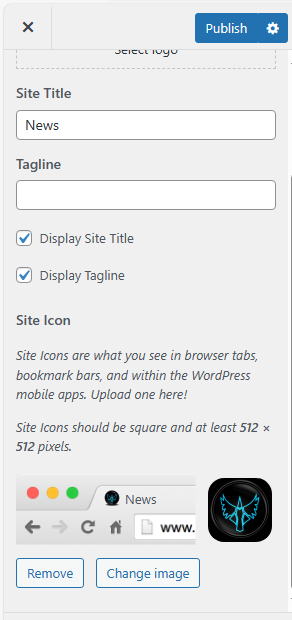 Publish
Select logo
Site Title
News
Tagline
Display Site Title
Display Tagline
Site Icon
Site Icons are what you see in browser tabs,
bookmark bars, and within the WordPress
mobile apps. Upload one here!
Site Icons should be square and at least 512 ×
512 pixels.
News
www.
Remove
Change image